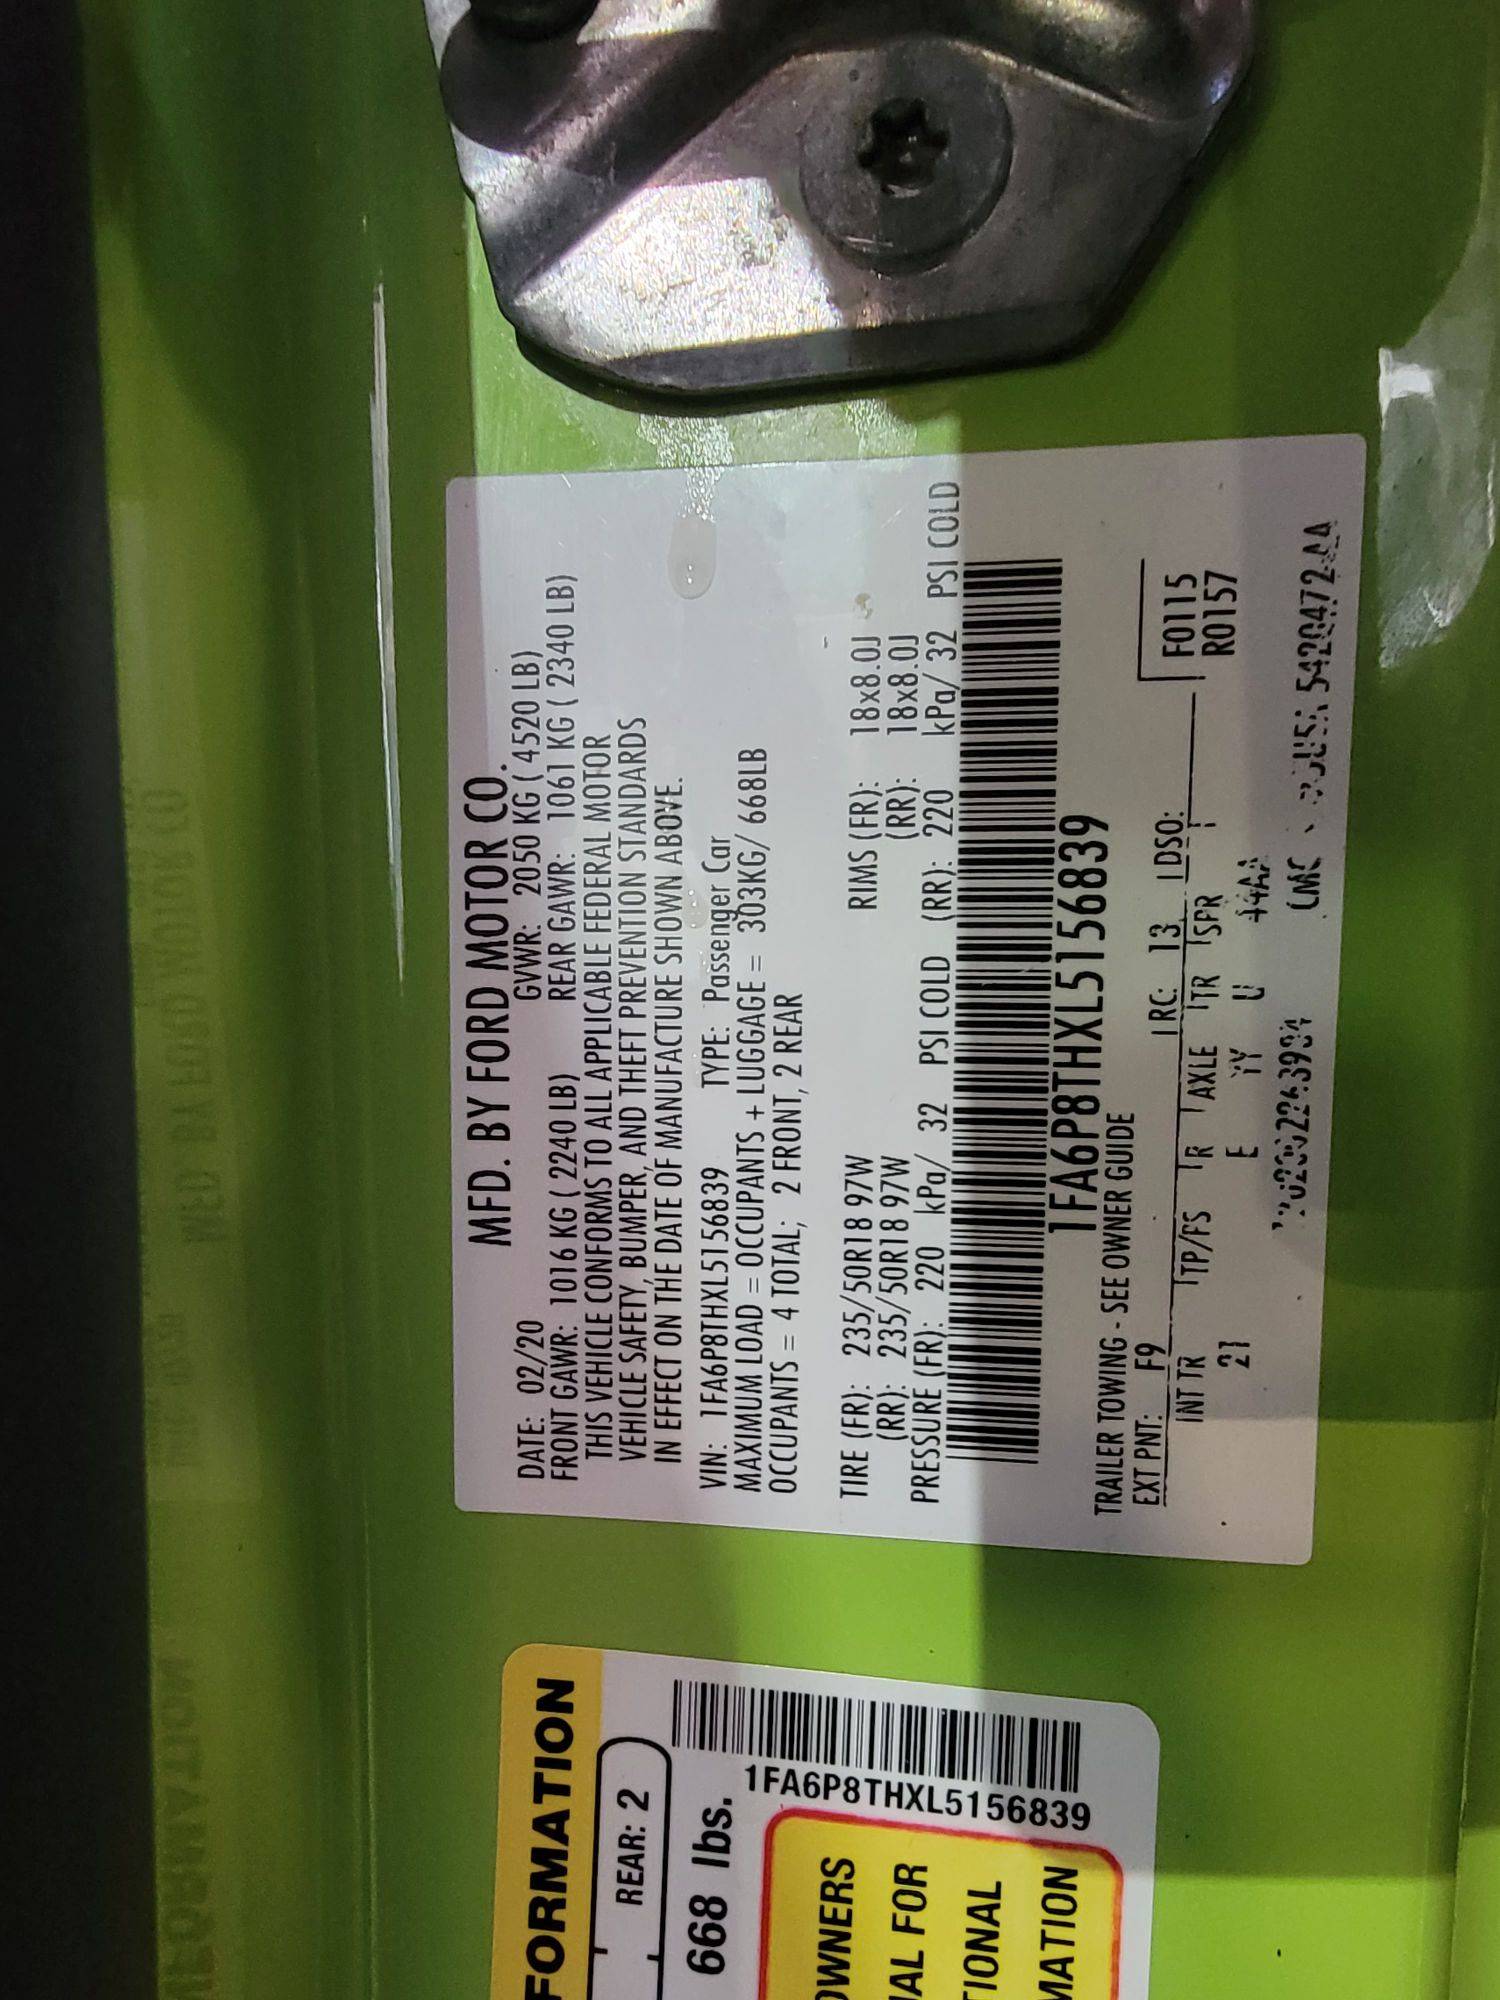 MFD. BY FORD MOTOR CO.
DATE: 02/20 GVWR: 2050 KG ( 4520 LB)
FRONT GAWR: 1016 KG ( 2240 LB) REAR GAWR: 1061 KG ( 2340 LB)
THIS VEHICLE CONFORMS TO ALL APPLICABLE FEDERAL MOTOR
VEHICLE SAFETY, BUMPER, AND THEFT PREVENTION STANDARDS
IN EFFECT ON THE DATE OF MANUFACTURE SHOWN ABOVE.
VIN: 1FA6P8THXL5156839 TYPE: Passenger Car
MAXIMUM LOAD = OCCUPANTS + LUGGAGE = 303KG/ 668LB
OCCUPANTS = 4 TOTAL; 2 FRONT, 2 REAR
TIRE (FR): 235/50R18 97W RIMS (FR): 18x8.0J
(RR): 235/50R18 97W (RR): 18x8.0J
PRESSURE (FR): 220 kPa/ 32 PSI COLD (RR): 220 kPa/ 32 PSI COLD
1FA6P8THXL5156839
TRAILER TOWING - SEE OWNER GUIDE
EXT PNT: F9 RC: 13 DSO: F0115
INT TR TP/PS R AXLE TR SPR R0157
21 E YY U
FORMATION
REAR: 2
668 lbs.
1FA6P8THXL5156839
OWNERS
AL FOR
TIONAL
MATION